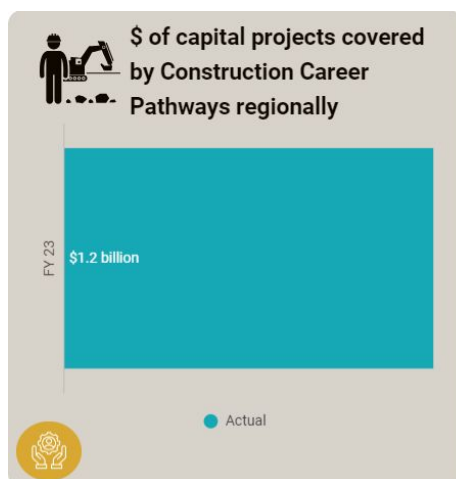 $ of capital projects covered
by Construction Career
Pathways regionally
FY 23
$1.2 billion
Actual